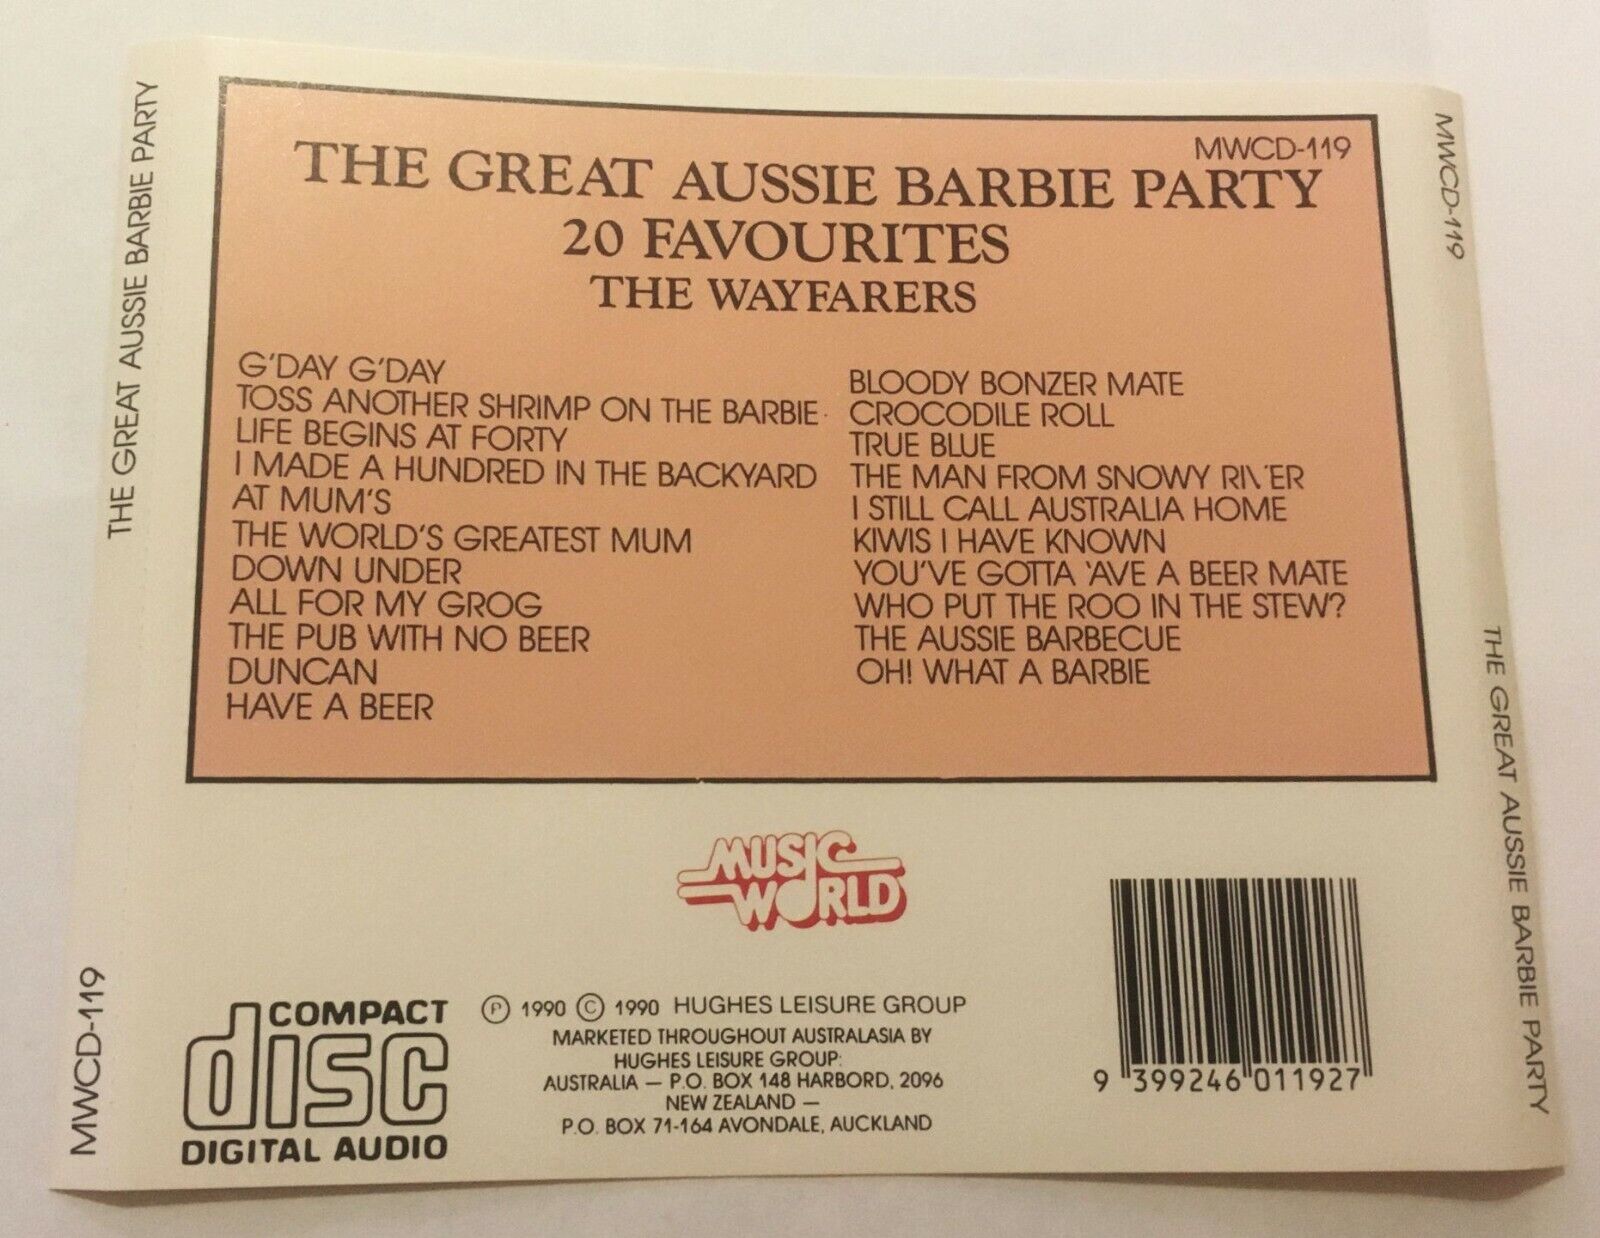 MWCD-119
THE GREAT AUSSIE BARBIE PARTY
20 FAVOURITES
THE WAYFARERS
G'DAY G'DAY
TOSS ANOTHER SHRIMP ON THE BARBIE
LIFE BEGINS AT FORTY
I MADE A HUNDRED IN THE BACKYARD
AT MUM'S
THE WORLD'S GREATEST MUM
DOWN UNDER
ALL FOR MY GROG
THE PUB WITH NO BEER
DUNCAN
HAVE A BEER
BLOODY BONZER MATE
CROCODILE ROLL
TRUE BLUE
THE MAN FROM SNOWY RIVER
I STILL CALL AUSTRALIA HOME
KIWIS I HAVE KNOWN
YOU'VE GOTTA 'AVE A BEER MATE
WHO PUT THE ROO IN THE STEW?
THE AUSSIE BARBECUE
OH! WHAT A BARBIE
MUSIC
WORLD
COMPACT
disc
DIGITAL AUDIO
Ⓟ 1990 © 1990 HUGHES LEISURE GROUP
MARKETED THROUGHOUT AUSTRALASIA BY
HUGHES LEISURE GROUP:
AUSTRALIA — P.O. BOX 148 HARBORD, 2096
NEW ZEALAND —
P.O. BOX 71-164 AVONDALE, AUCKLAND
9 399246 011927
THE GREAT AUSSIE BARBIE PARTY
MWCD-119
MWCD-119
THE GREAT AUSSIE BARBIE PARTY